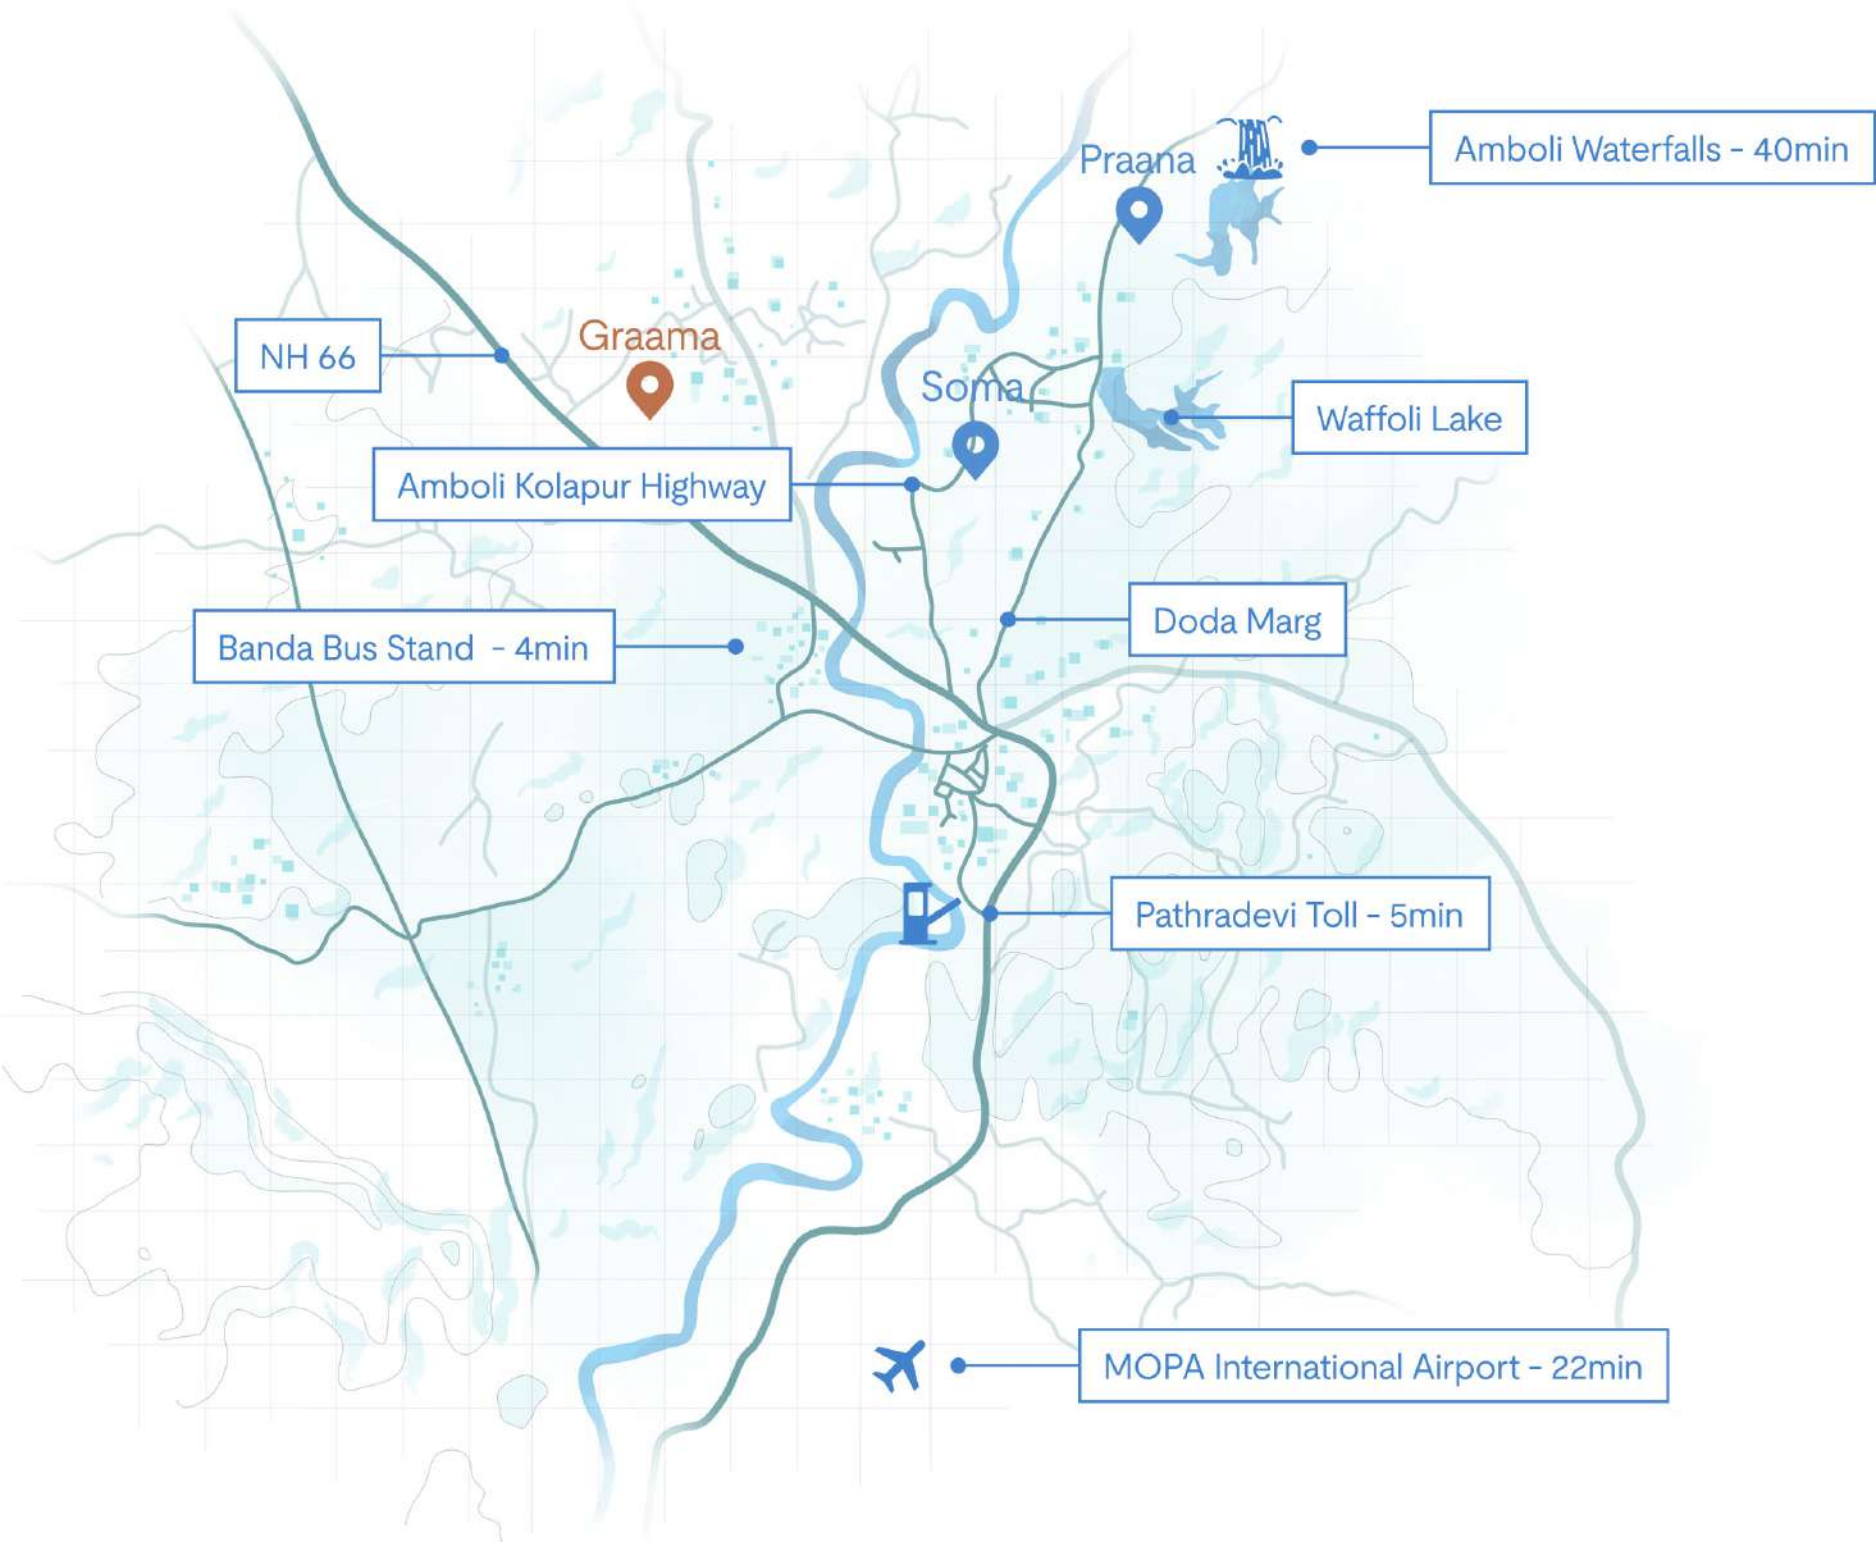 Praana
Amboli Waterfalls - 40min
Graama
NH 66
Soma
Waffoli Lake
Amboli Kolapur Highway
Doda Marg
Banda Bus Stand - 4min
Pathradevi Toll - 5min
MOPA International Airport - 22min